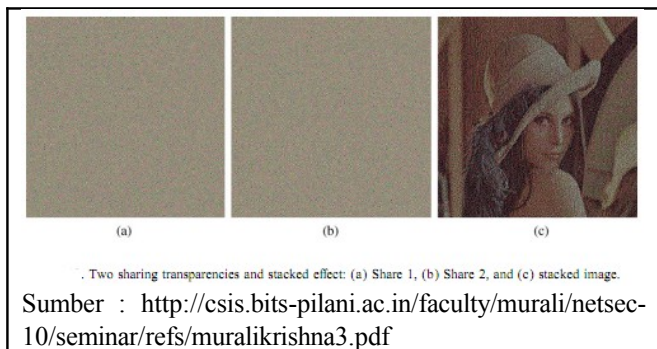 (a) (b) (c)
. Two sharing transparencies and stacked effect: (a) Share 1, (b) Share 2, and (c) stacked image.
Sumber : http://csis.bits-pilani.ac.in/faculty/murali/netsec-
10/seminar/refs/muralikrishna3.pdf